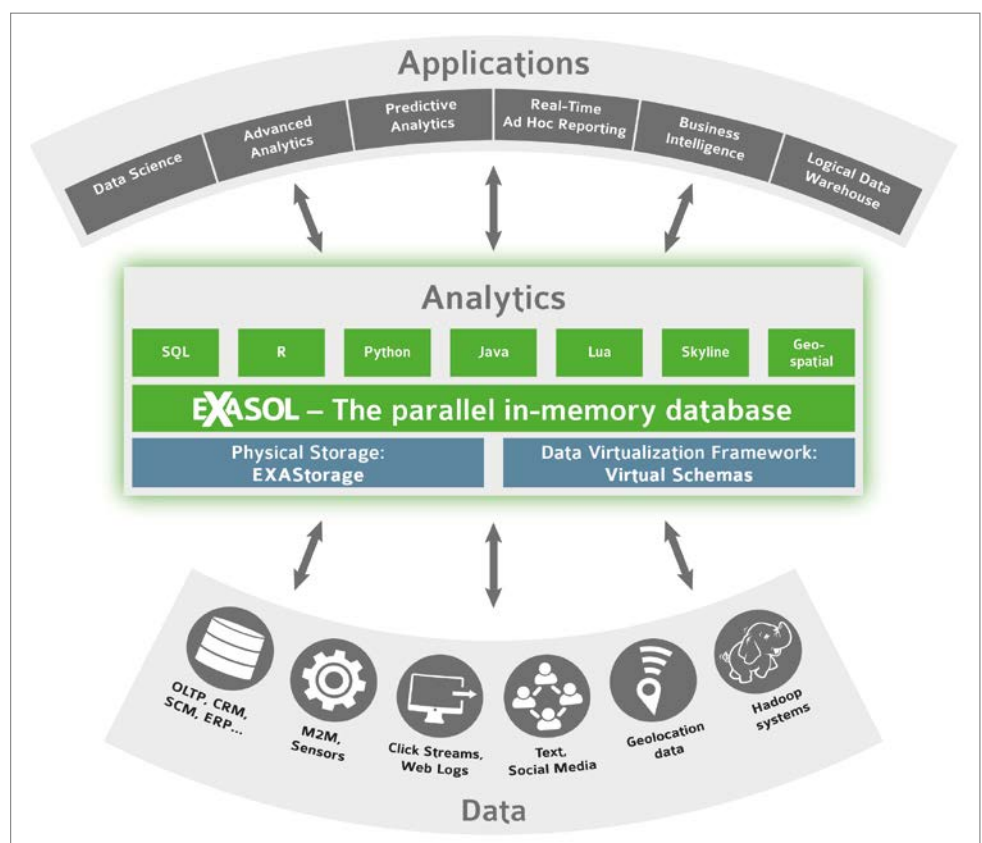 Applications
Data Science
Advanced
Analytics
Predictive
Analytics
Real-Time
Ad Hoc Reporting
Business
Intelligence
Logical Data
Warehouse
Analytics
SQL
R
Python
Java
Lua
Skyline
Geo-
spatial
EXASOL – The parallel in-memory database
Physical Storage:
EXAStorage
Data Virtualization Framework:
Virtual Schemas
OLTP, CRM,
SCM, ERP...
M2M,
Sensors
Click Streams,
Web Logs
Text,
Social Media
Geolocation
data
Hadoop
systems
Data